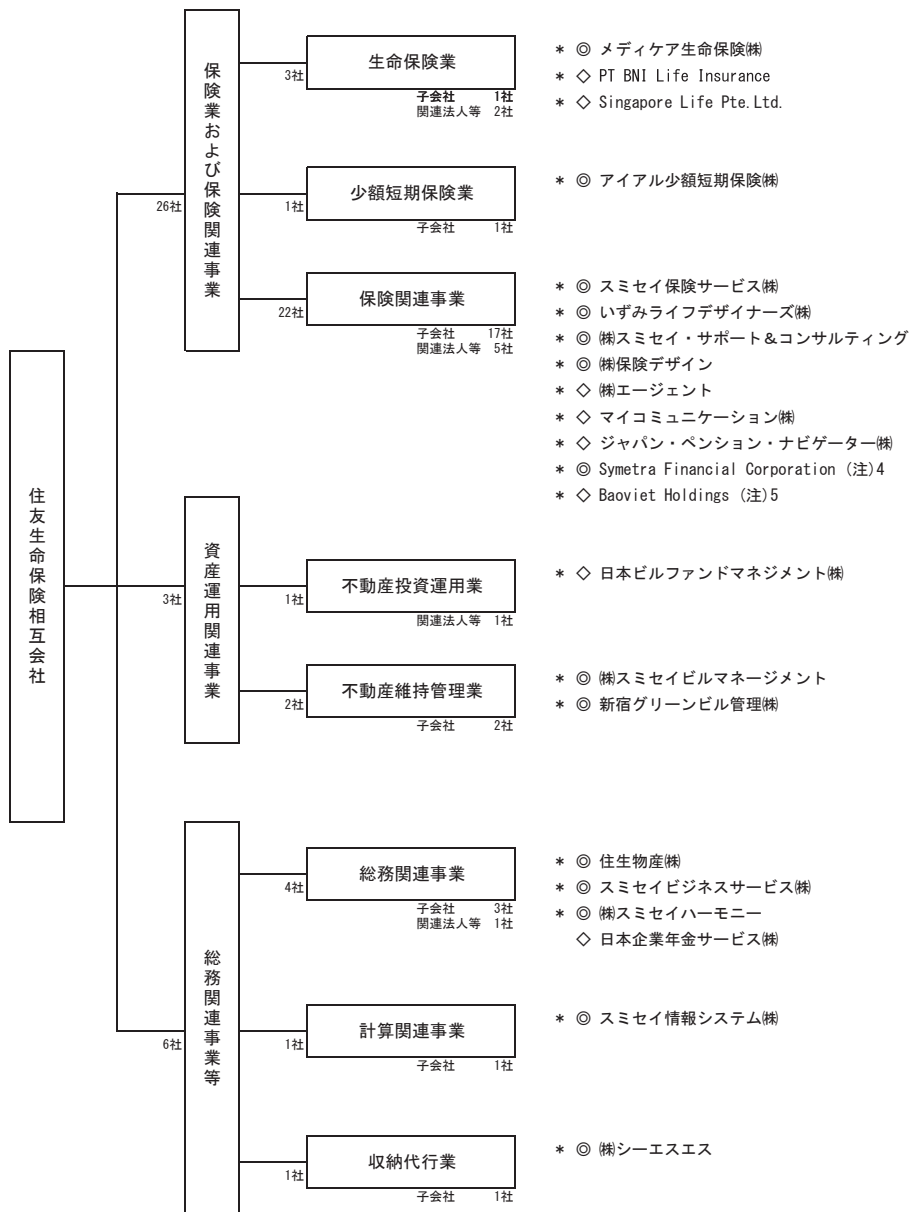 住友生命保険相互会社
保険業および保険関連事業
26社
生命保険業
3社
子会社 1社
関連法人等 2社
* ◎ メディケア生命保険㈱
* ◇ PT BNI Life Insurance
* ◇ Singapore Life Pte.Ltd.
少額短期保険業
1社
子会社 1社
* ◎ アイアル少額短期保険㈱
保険関連事業
22社
子会社 17社
関連法人等 5社
* ◎ スミセイ保険サービス㈱
* ◎ いずみライフデザイナーズ㈱
* ◎ ㈱スミセイ・サポート＆コンサルティング
* ◎ ㈱保険デザイン
* ◇ ㈱エージェント
* ◇ マイコミュニケーション㈱
* ◇ ジャパン・ペンション・ナビゲーター㈱
* ◎ Symetra Financial Corporation (注)4
* ◇ Baoviet Holdings (注)5
資産運用関連事業
3社
不動産投資運用業
1社
関連法人等 1社
* ◇ 日本ビルファンドマネジメント㈱
不動産維持管理業
2社
子会社 2社
* ◎ ㈱スミセイビルマネージメント
* ◎ 新宿グリーンビル管理㈱
総務関連事業等
6社
総務関連事業
4社
子会社 3社
関連法人等 1社
* ◎ 住生物産㈱
* ◎ スミセイビジネスサービス㈱
* ◎ ㈱スミセイハーモニー
◇ 日本企業年金サービス㈱
計算関連事業
1社
子会社 1社
* ◎ スミセイ情報システム㈱
収納代行業
1社
子会社 1社
* ◎ ㈱シーエスエス